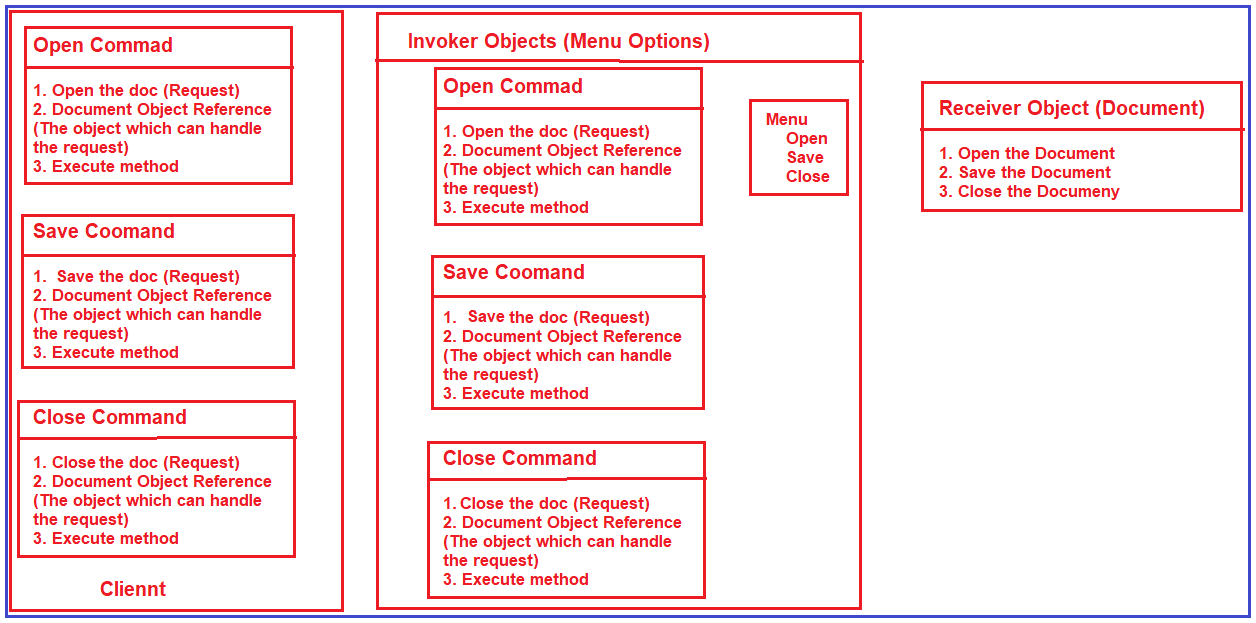 Open Commad
1. Open the doc (Request)
2. Document Object Reference
(The object which can handle
the request)
3. Execute method
Save Coomand
1. Save the doc (Request)
2. Document Object Reference
(The object which can handle
the request)
3. Execute method
Close Command
1. Close the doc (Request)
2. Document Object Reference
(The object which can handle
the request)
3. Execute method
Cliennt
Invoker Objects (Menu Options)
Open Commad
1. Open the doc (Request)
2. Document Object Reference
(The object which can handle
the request)
3. Execute method
Save Coomand
1. Save the doc (Request)
2. Document Object Reference
(The object which can handle
the request)
3. Execute method
Close Command
1. Close the doc (Request)
2. Document Object Reference
(The object which can handle
the request)
3. Execute method
Menu
Open
Save
Close
Receiver Object (Document)
1. Open the Document
2. Save the Document
3. Close the Documeny